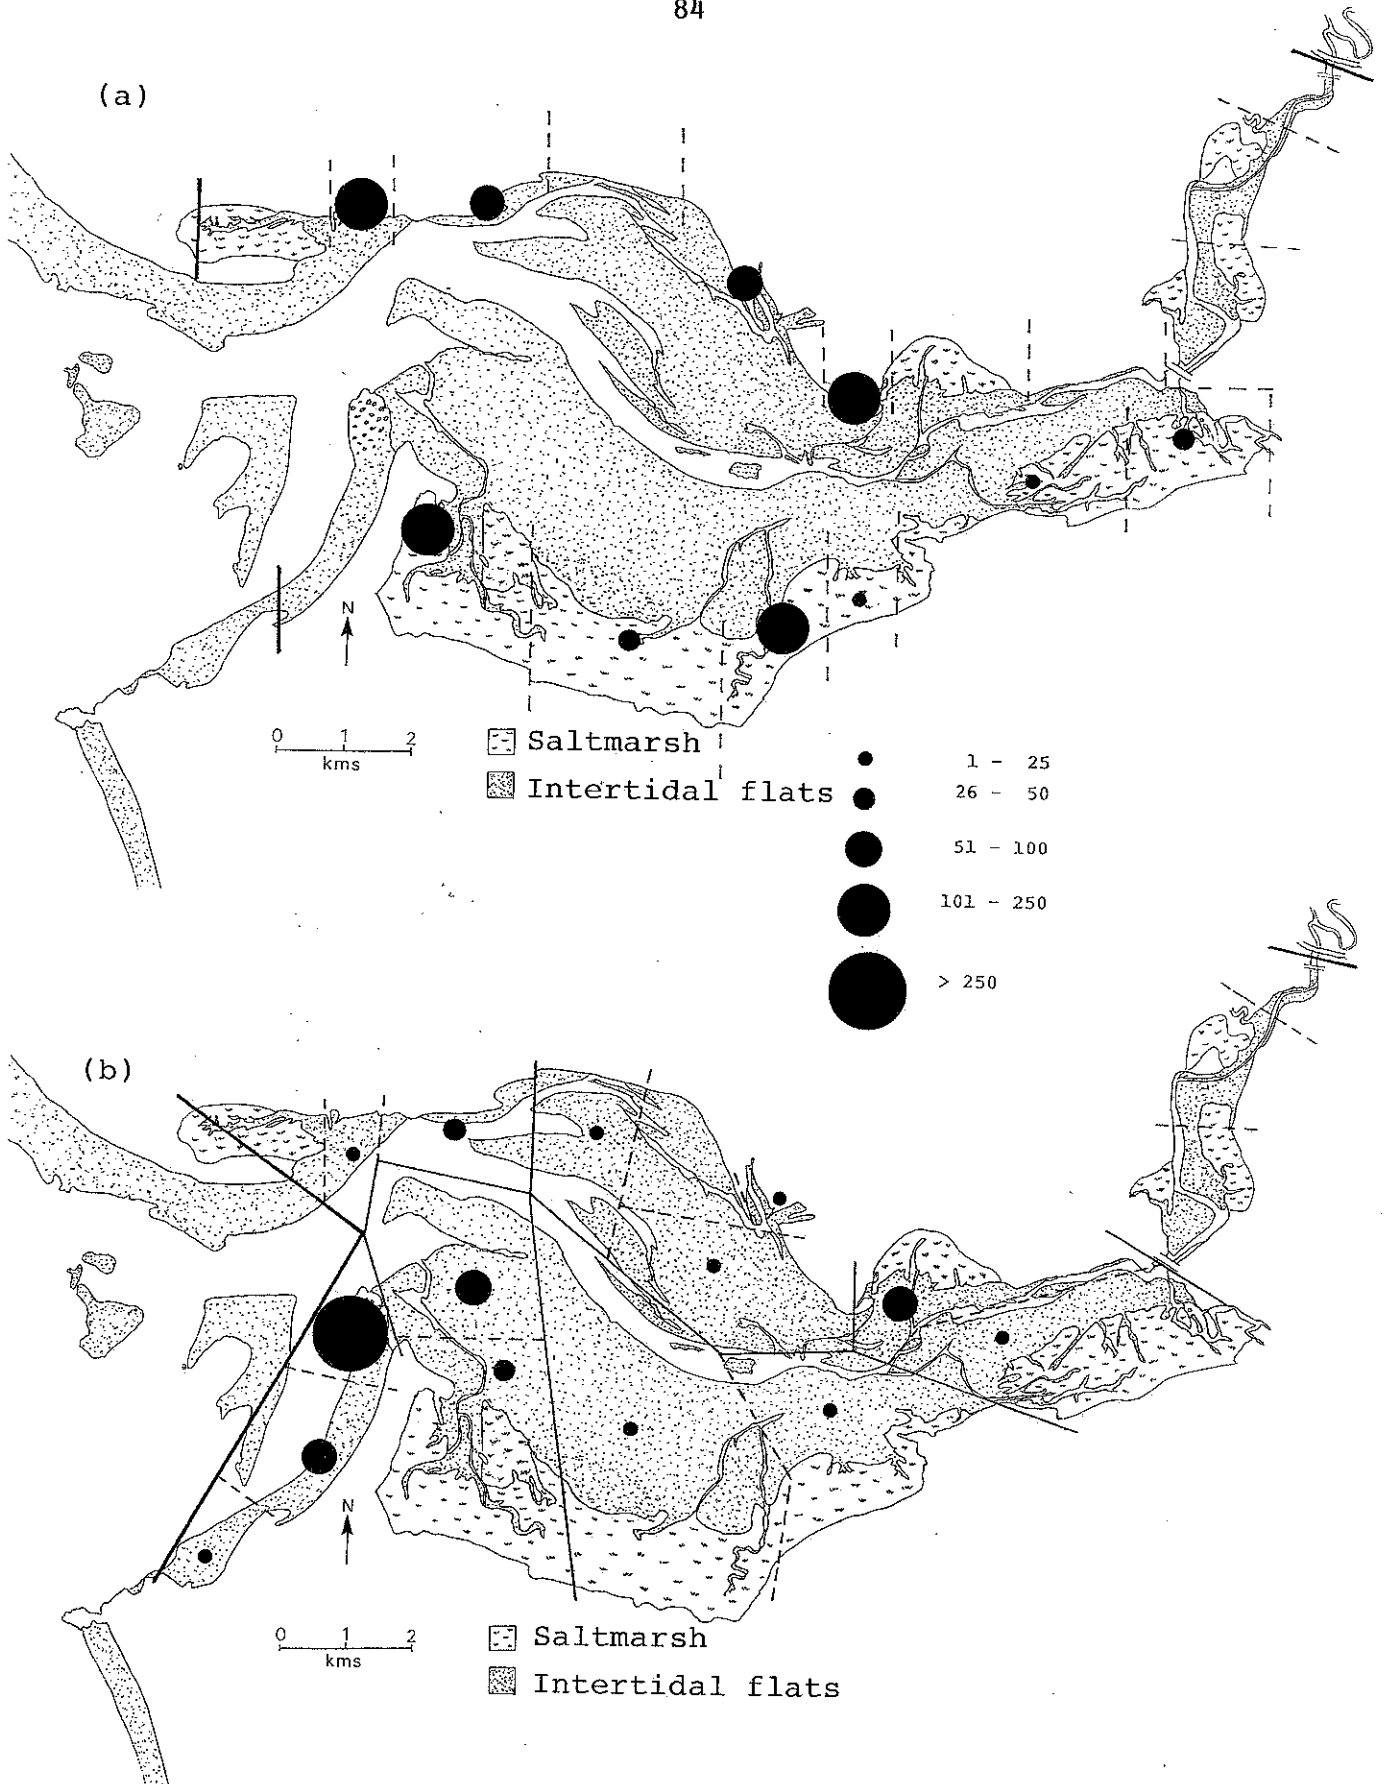 84
(a)
N
0 1 2
kms
Saltmarsh
Intertidal flats
1 - 25
26 - 50
51 - 100
101 - 250
> 250
(b)
N
0 1 2
kms
Saltmarsh
Intertidal flats